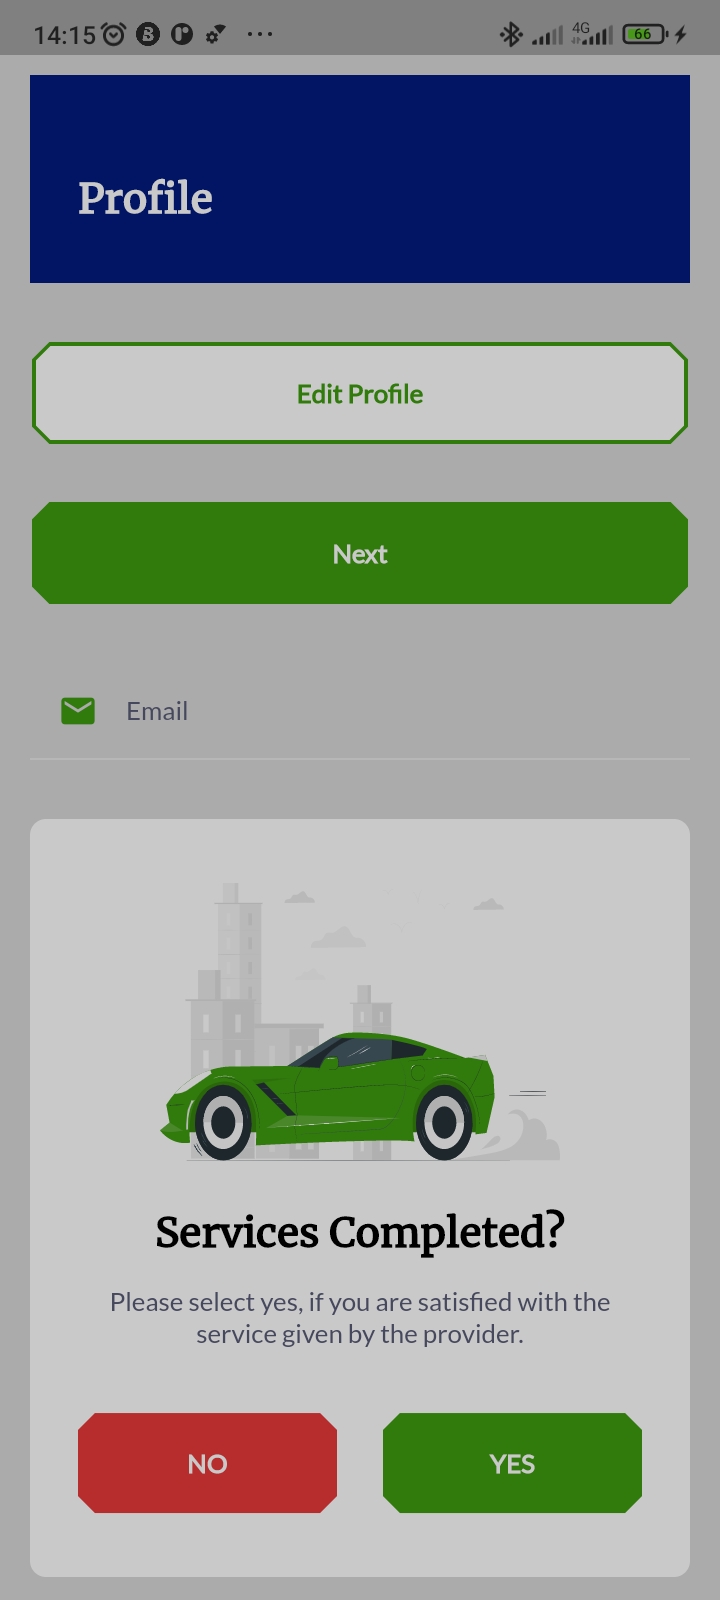 14:15
4G
66
Profile
Edit Profile
Next
Email
Services Completed?
Please select yes, if you are satisfied with the
service given by the provider.
NO
YES